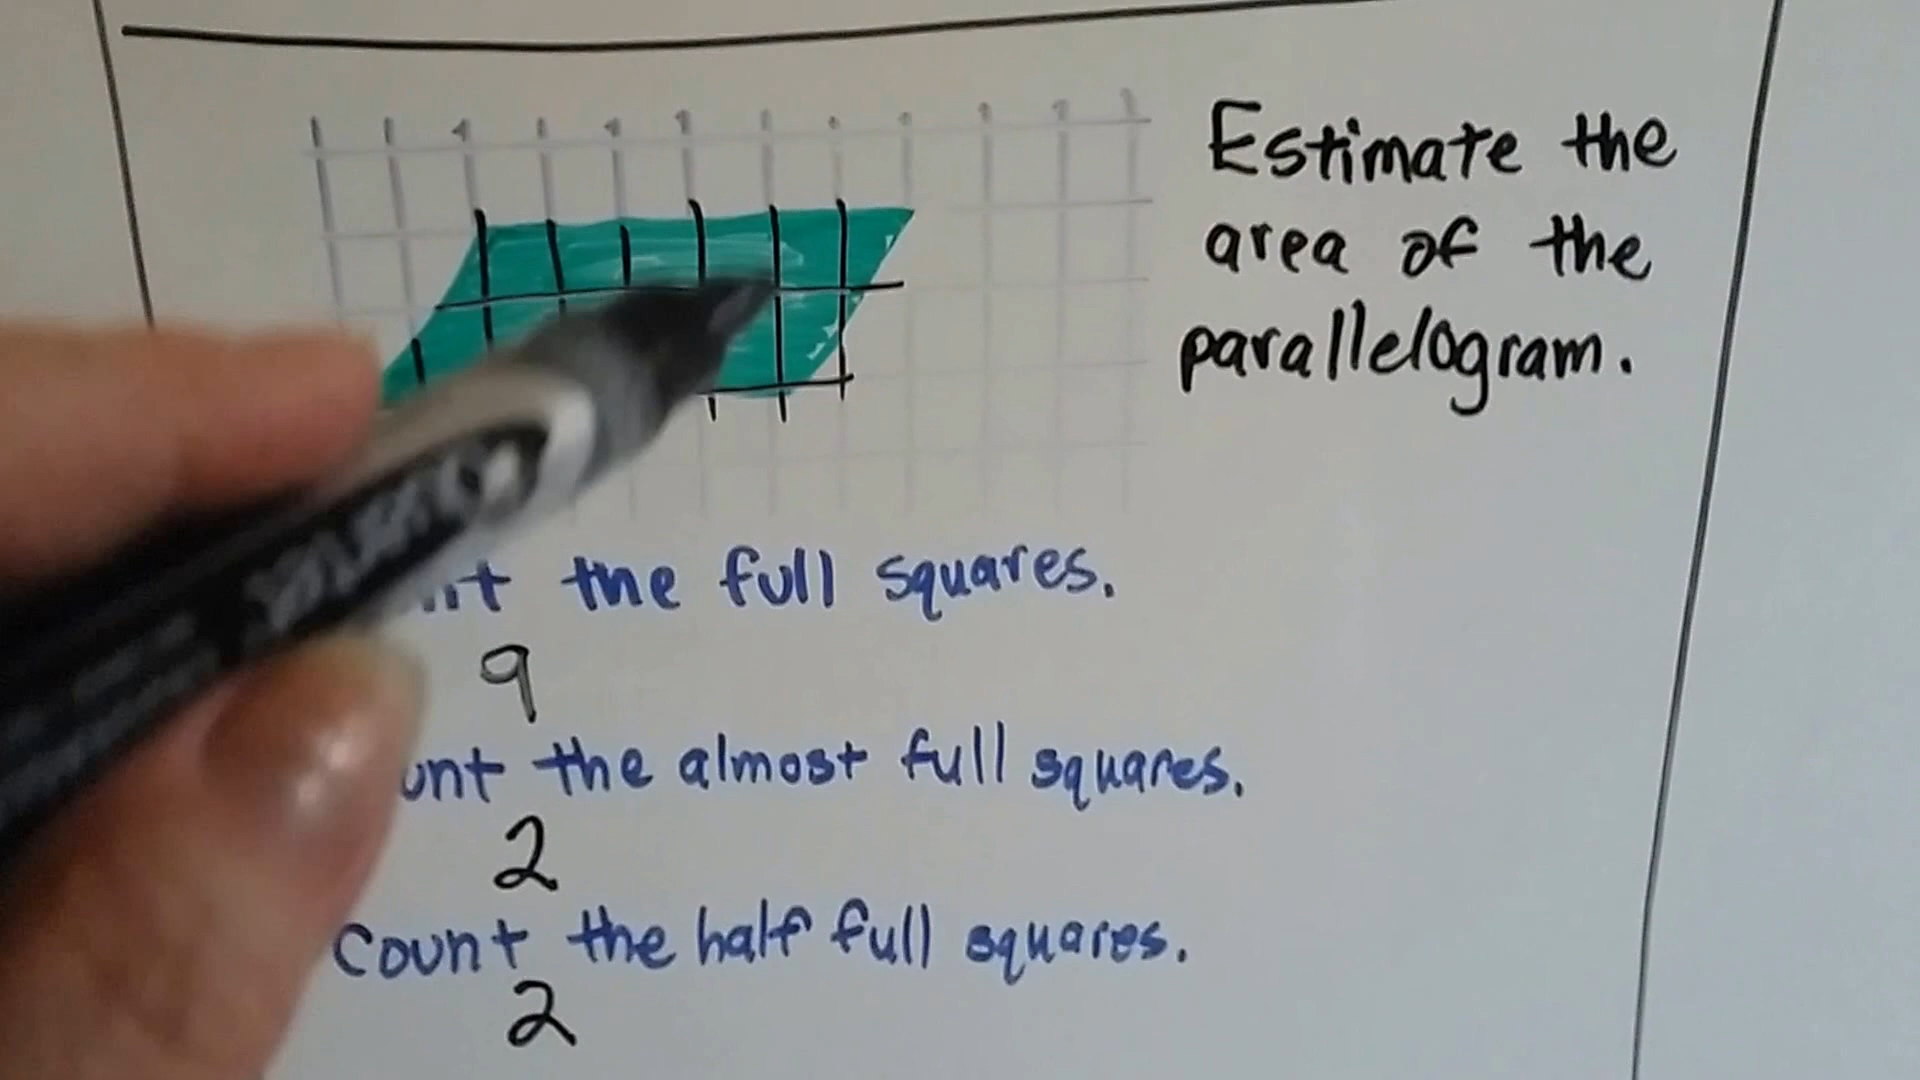 Estimate the
area of the
parallelogram.
the full squares.
9
the almost full squares.
2
Count the half full squares.
2